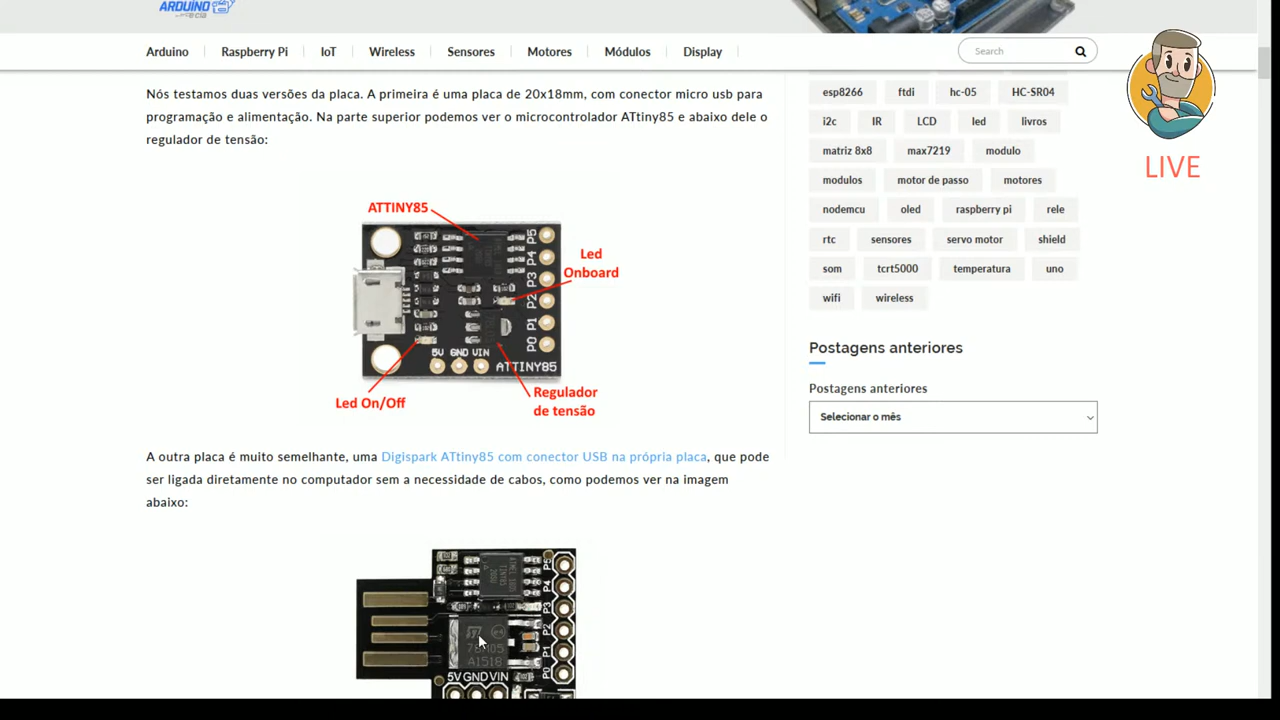 ARDUINO
e Cia
Arduino
Raspberry Pi
IoT
Wireless
Sensores
Motores
Módulos
Display
Search
LIVE
Nós testamos duas versões da placa. A primeira é uma placa de 20x18mm, com conector micro usb para
programação e alimentação. Na parte superior podemos ver o microcontrolador ATtiny85 e abaixo dele o
regulador de tensão:
ATTINY85
Led
Onboard
P5
P4
P3
P2
P1
P0
5V GND VIN
ATTINY85
Led On/Off
Regulador
de tensão
A outra placa é muito semelhante, uma Digispark ATtiny85 com conector USB na própria placa, que pode
ser ligada diretamente no computador sem a necessidade de cabos, como podemos ver na imagem
abaixo:
P5
P4
P3
P2
P1
P0
ATMEL
TINY85
20SU
78M05
A1518
5V GND VIN
esp8266 ftdi hc-05 HC-SR04
i2c IR LCD led livros
matriz 8x8 max7219 modulo
modulos motor de passo motores
nodemcu oled raspberry pi rele
rtc sensores servo motor shield
som tcrt5000 temperatura uno
wifi wireless
Postagens anteriores
Postagens anteriores
Selecionar o mês